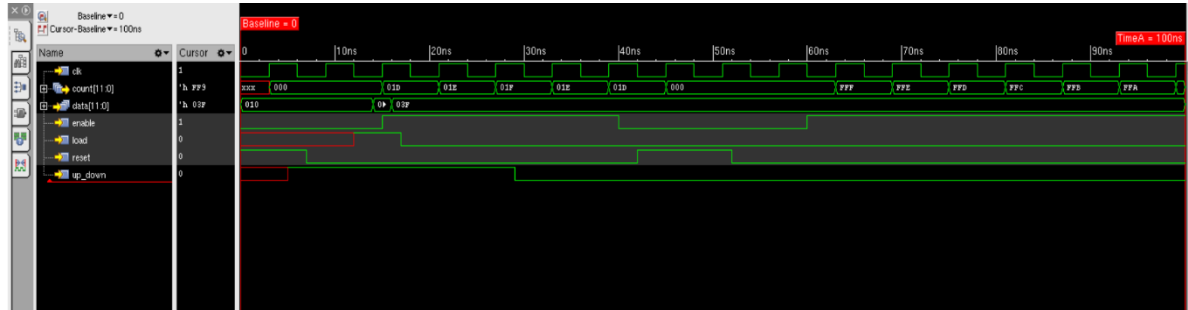 Baseline ▼= 0
Cursor-Baseline ▼= 100ns
Baseline = 0
TimeA = 100ns
Name Cursor 0 10ns 20ns 30ns 40ns 50ns 60ns 70ns 80ns 90ns
clk 1
count[11:0] 'h FF9 xxx 000 01D 01E 01F 01E 01D 000 FFF FFE FFD FFC FFB FFA
data[11:0] 'h 03F 010 0 03F
enable 1
load 0
reset 0
up_down 0